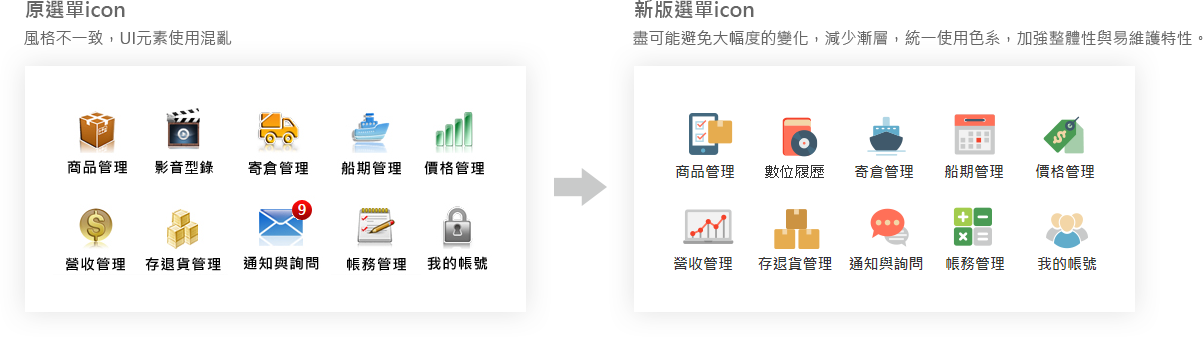 原選單icon
風格不一致，UI元素使用混亂
商品管理 影音型錄 寄倉管理 船期管理 價格管理
9
營收管理 存退貨管理 通知與詢問 帳務管理 我的帳號
新版選單icon
盡可能避免大幅度的變化，減少漸層，統一使用色系，加強整體性與易維護特性。
商品管理 數位履歷 寄倉管理 船期管理 價格管理
營收管理 存退貨管理 通知與詢問 帳務管理 我的帳號